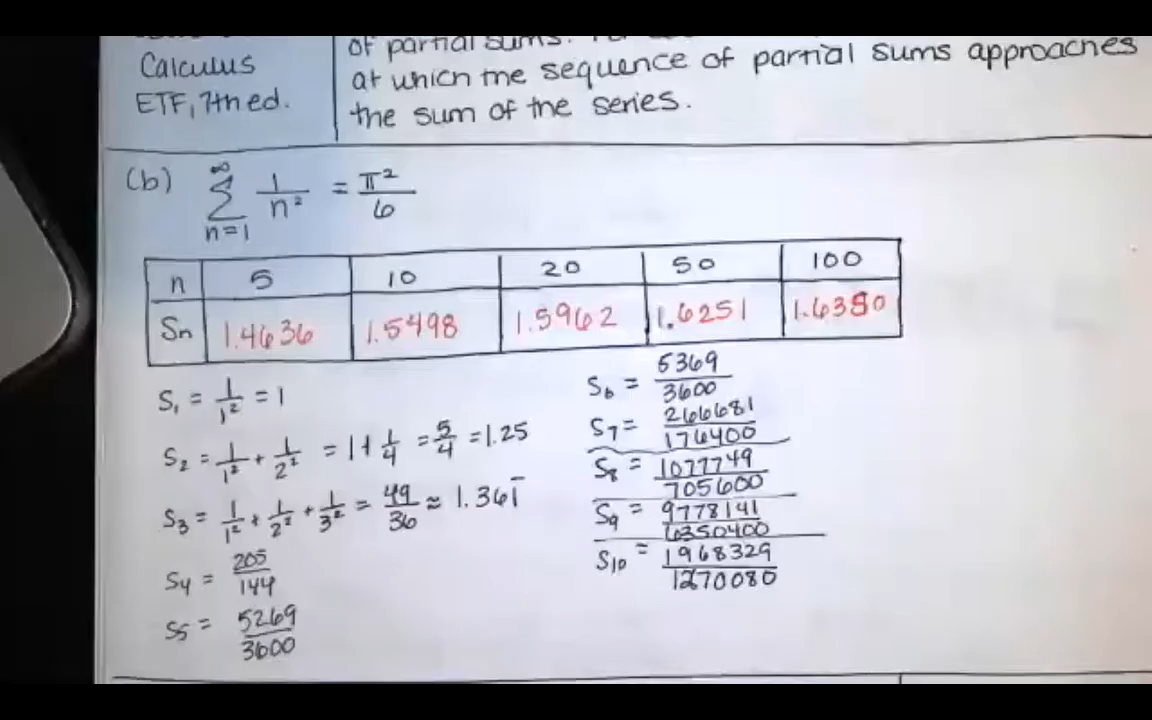 Calculus
ETF, 7th ed.
of partial sums.
at which the sequence of partial sums approaches
the sum of the series.
(b) ∞ Σ n=1 1/n² = π²/6
n 5 10 20 50 100
Sn 1.4636 1.5498 1.5962 1.6251 1.6350
S₁ = 1/1² = 1
S₂ = 1/1² + 1/2² = 1 + 1/4 = 5/4 = 1.25
S₃ = 1/1² + 1/2² + 1/3² = 49/36 ≈ 1.361̅
S₄ = 205/144
S₅ = 5269/3600
S₆ = 5369/3600
S₇ = 266681/176400
S₈ = 1077749/705600
S₉ = 9778141/6350400
S₁₀ = 1968329/1270080